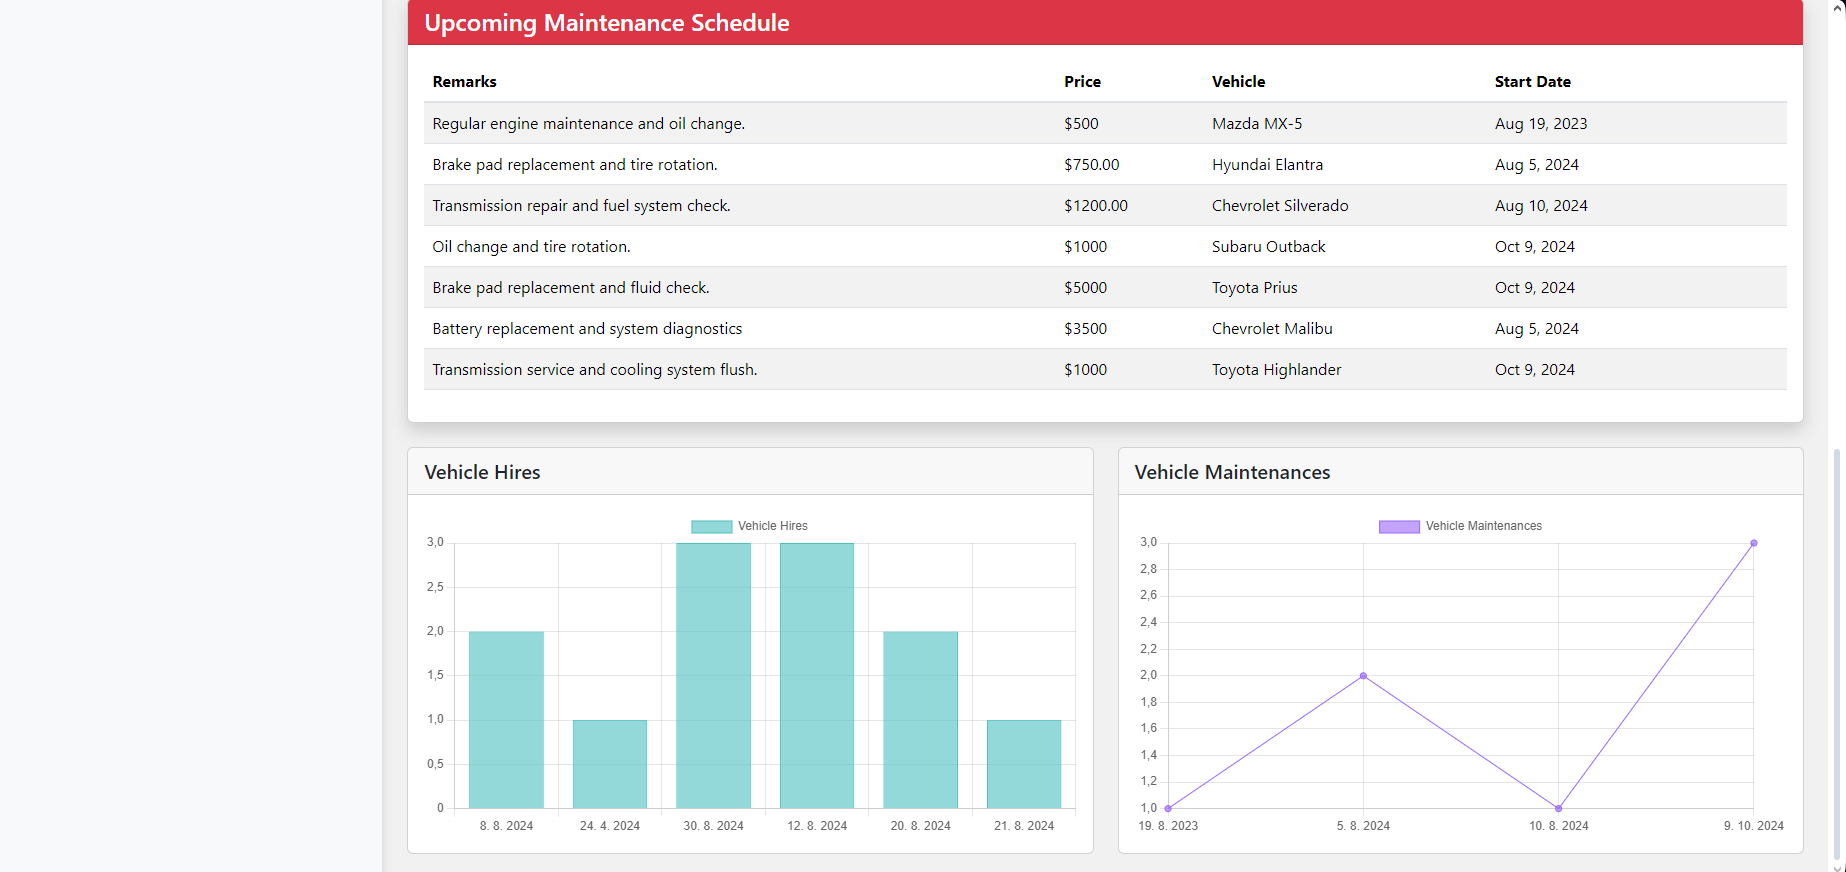 Upcoming Maintenance Schedule
Remarks Price Vehicle Start Date
Regular engine maintenance and oil change. $500 Mazda MX-5 Aug 19, 2023
Brake pad replacement and tire rotation. $750.00 Hyundai Elantra Aug 5, 2024
Transmission repair and fuel system check. $1200.00 Chevrolet Silverado Aug 10, 2024
Oil change and tire rotation. $1000 Subaru Outback Oct 9, 2024
Brake pad replacement and fluid check. $5000 Toyota Prius Oct 9, 2024
Battery replacement and system diagnostics $3500 Chevrolet Malibu Aug 5, 2024
Transmission service and cooling system flush. $1000 Toyota Highlander Oct 9, 2024
Vehicle Hires
Vehicle Hires
3,0
2,5
2,0
1,5
1,0
0,5
0
8. 8. 2024 24. 4. 2024 30. 8. 2024 12. 8. 2024 20. 8. 2024 21. 8. 2024
Vehicle Maintenances
Vehicle Maintenances
3,0
2,8
2,6
2,4
2,2
2,0
1,8
1,6
1,4
1,2
1,0
19. 8. 2023 5. 8. 2024 10. 8. 2024 9. 10. 2024